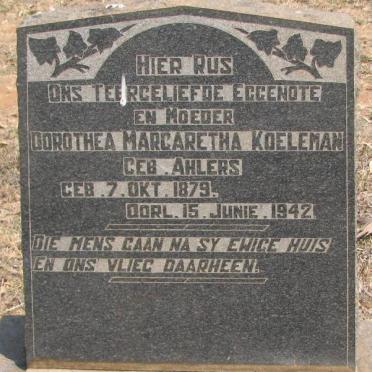 HIER RUS
ONS TEERGELIEFDE EGGENOTE
EN MOEDER
DOROTHEA MARGARETHA KOELEMAN
GEB. AHLERS
GEB. 7. OKT. 1879.
OORL. 15. JUNIE. 1942.
DIE MENS GAAN NA SY EWIGE HUIS
EN ONS VLIEG DAARHEEN.